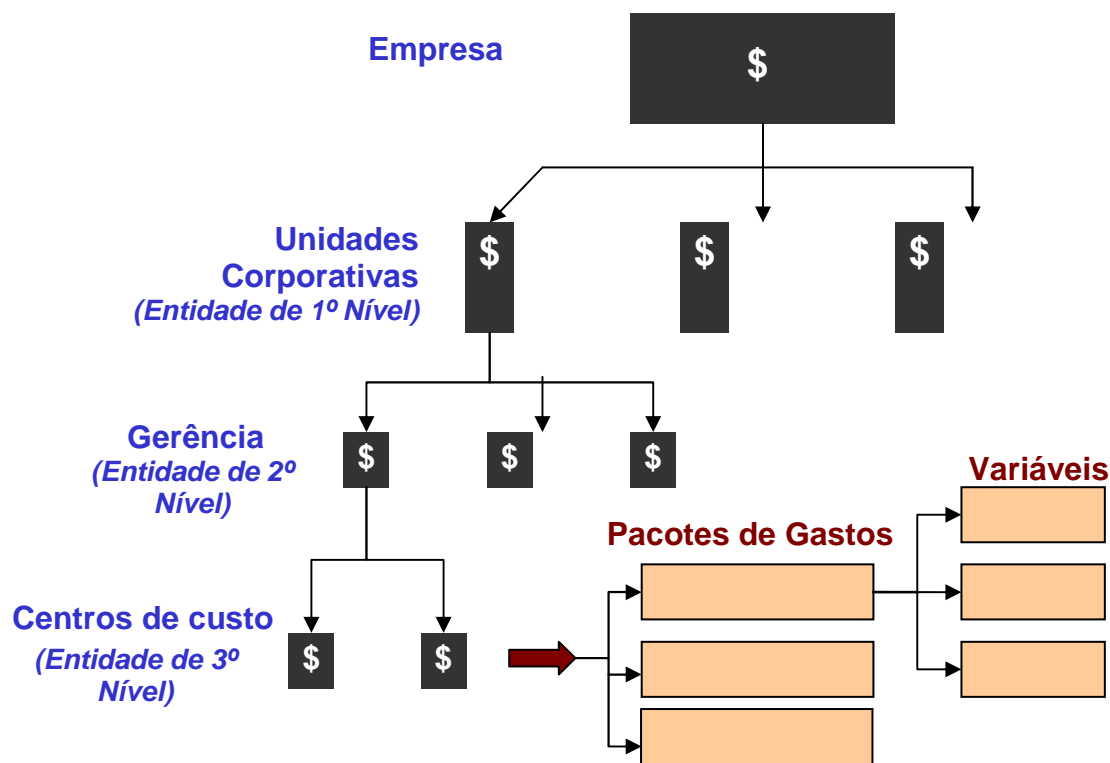 Empresa
$
Unidades
Corporativas
(Entidade de 1º Nível)
$
$
$
Gerência
(Entidade de 2º
Nível)
$
$
$
Variáveis
Pacotes de Gastos
Centros de custo
(Entidade de 3º
Nível)
$
$